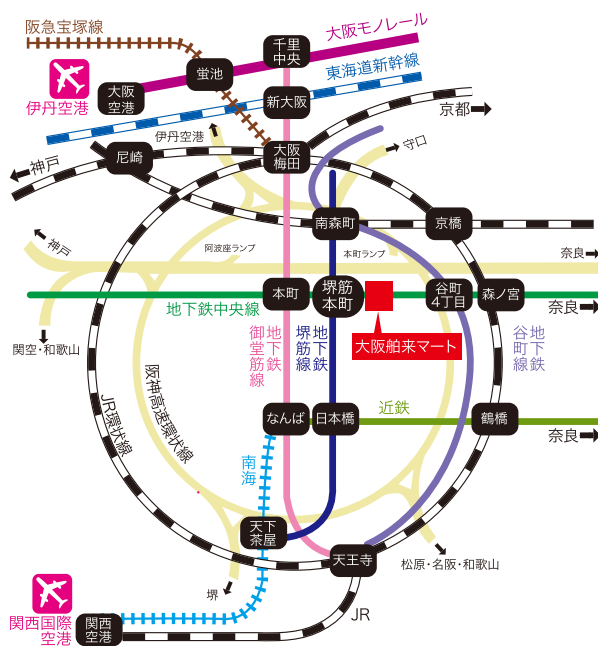 阪急宝塚線
大阪モノレール
千里
中央
東海道新幹線
蛍池
大阪
空港
伊丹空港
新大阪
京都
伊丹空港
守口
大阪
梅田
尼崎
神戸
南森町
京橋
神戸
阿波座ランプ
本町ランプ
奈良
本町
堺筋
本町
谷町
4丁目
森ノ宮
奈良
地下鉄中央線
地下鉄
御堂筋線
地下鉄
堺筋線
大阪舶来マート
地下鉄
谷町線
関空・和歌山
阪神高速環状線
JR環状線
なんば
日本橋
近鉄
鶴橋
奈良
南海
天下
茶屋
天王寺
松原・名阪・和歌山
堺
JR
関西国際
空港
関西
空港